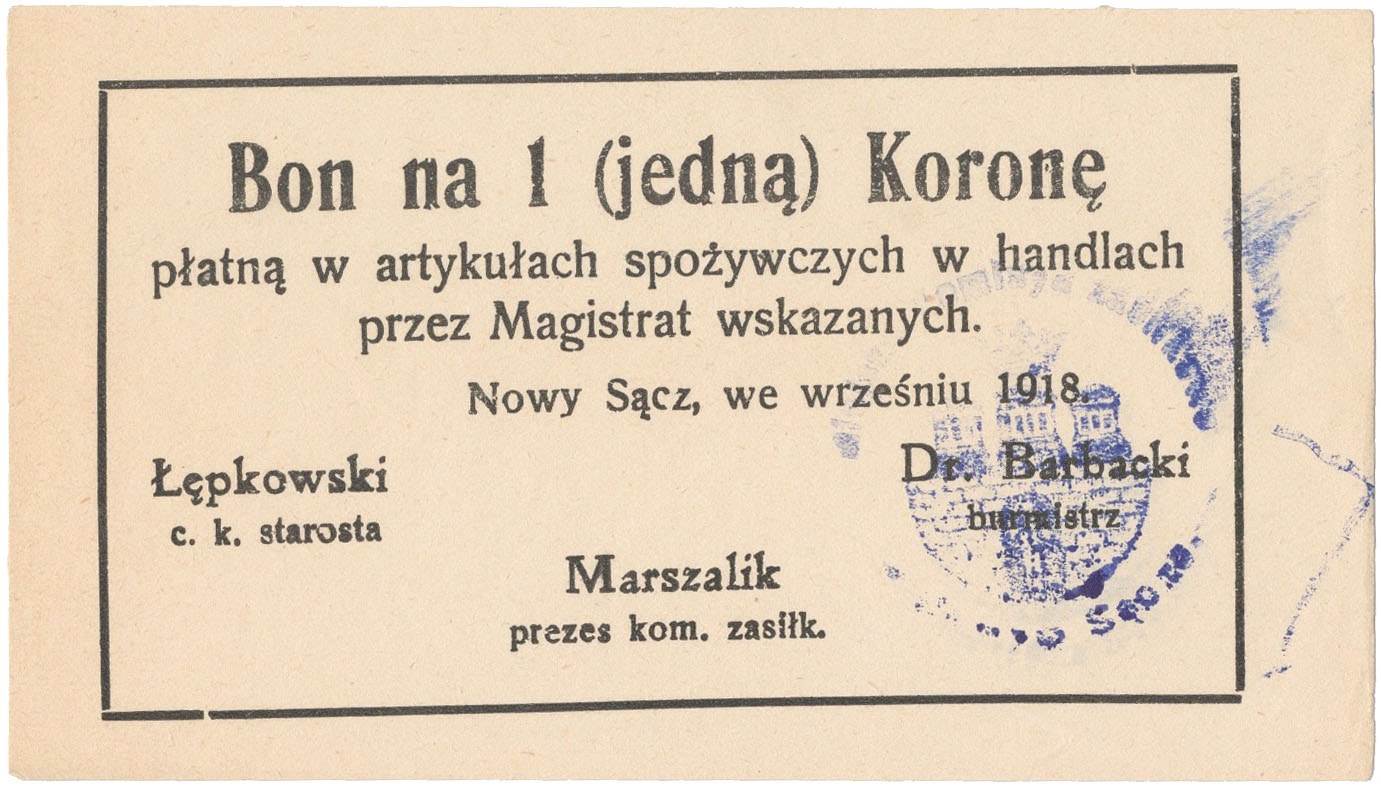 Bon na 1 (jedną) Koronę
płatną w artykułach spożywczych w handlach
przez Magistrat wskazanych.
Nowy Sącz, we wrześniu 1918.
Łępkowski
c. k. starosta
Dr. Barbacki
burmistrz
Marszalik
prezes kom. zasiłk.